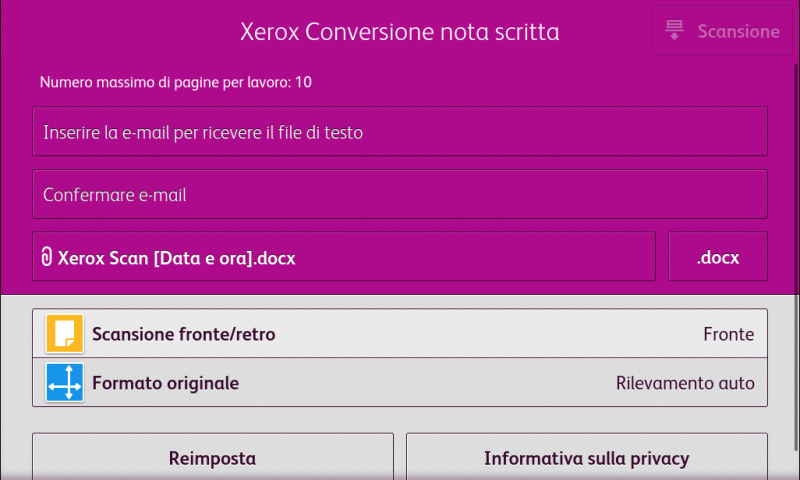 Xerox Conversione nota scritta
Scansione
Numero massimo di pagine per lavoro: 10
Inserire la e-mail per ricevere il file di testo
Confermare e-mail
Xerox Scan [Data e ora].docx
.docx
Scansione fronte/retro
Fronte
Formato originale
Rilevamento auto
Reimposta
Informativa sulla privacy